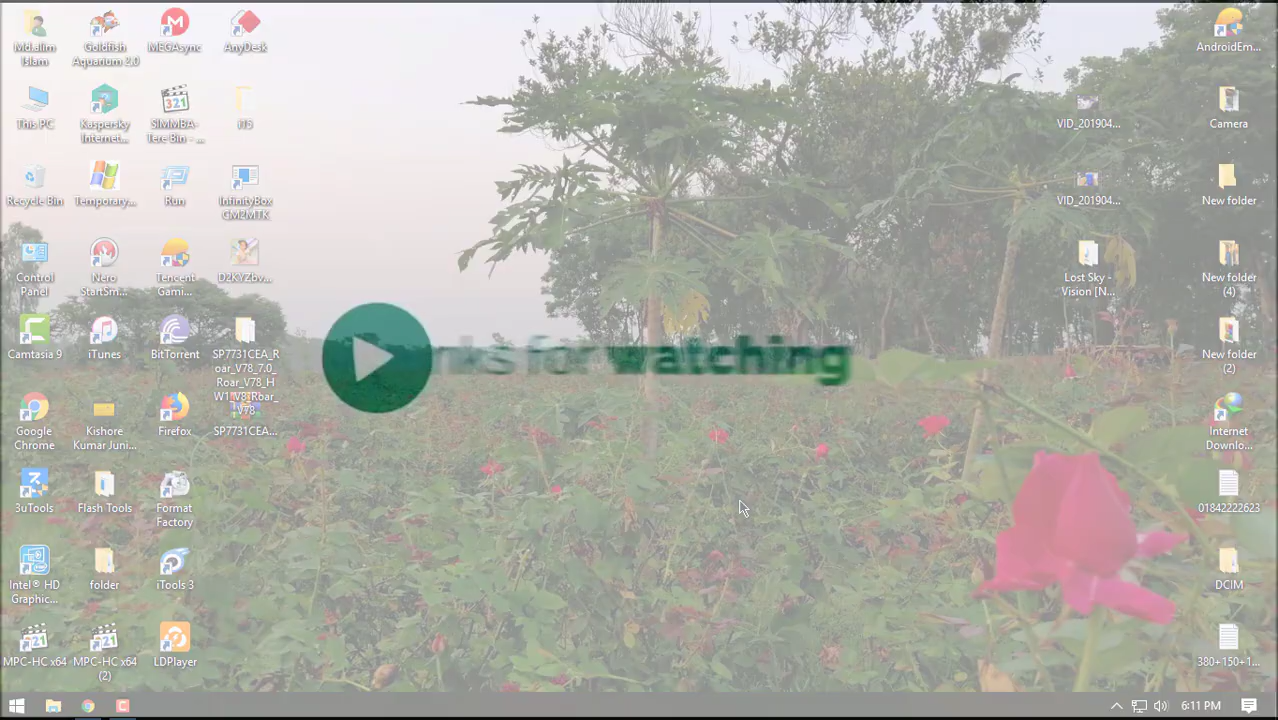 Md.alim
Islam
Goldfish
Aquarium 2.0
MEGAsync
AnyDesk
AndroidEm...
This PC
Kaspersky
Internet...
SIMMBA-
Tere Bin - ...
i15
VID_201904...
Camera
Recycle Bin
Temporary...
Run
InfinityBox
CM2MTK
VID_201904...
New folder
Control
Panel
Nero
StartSm...
Tencent
Gami...
D2KYZbv...
Lost Sky -
Vision [N...
New folder
(4)
Camtasia 9
iTunes
BitTorrent
SP7731CEA_R
oar_V78_7.0_
Roar_V78_H
W1_V8 Roar_
V78
nks for watching
New folder
(2)
Google
Chrome
Kishore
Kumar Juni...
Firefox
SP7731CEA...
Internet
Downlo...
3uTools
Flash Tools
Format
Factory
01842222623
Intel® HD
Graphic...
folder
iTools 3
DCIM
MPC-HC x64
MPC-HC x64
(2)
LDPlayer
380+150+1...
6:11 PM